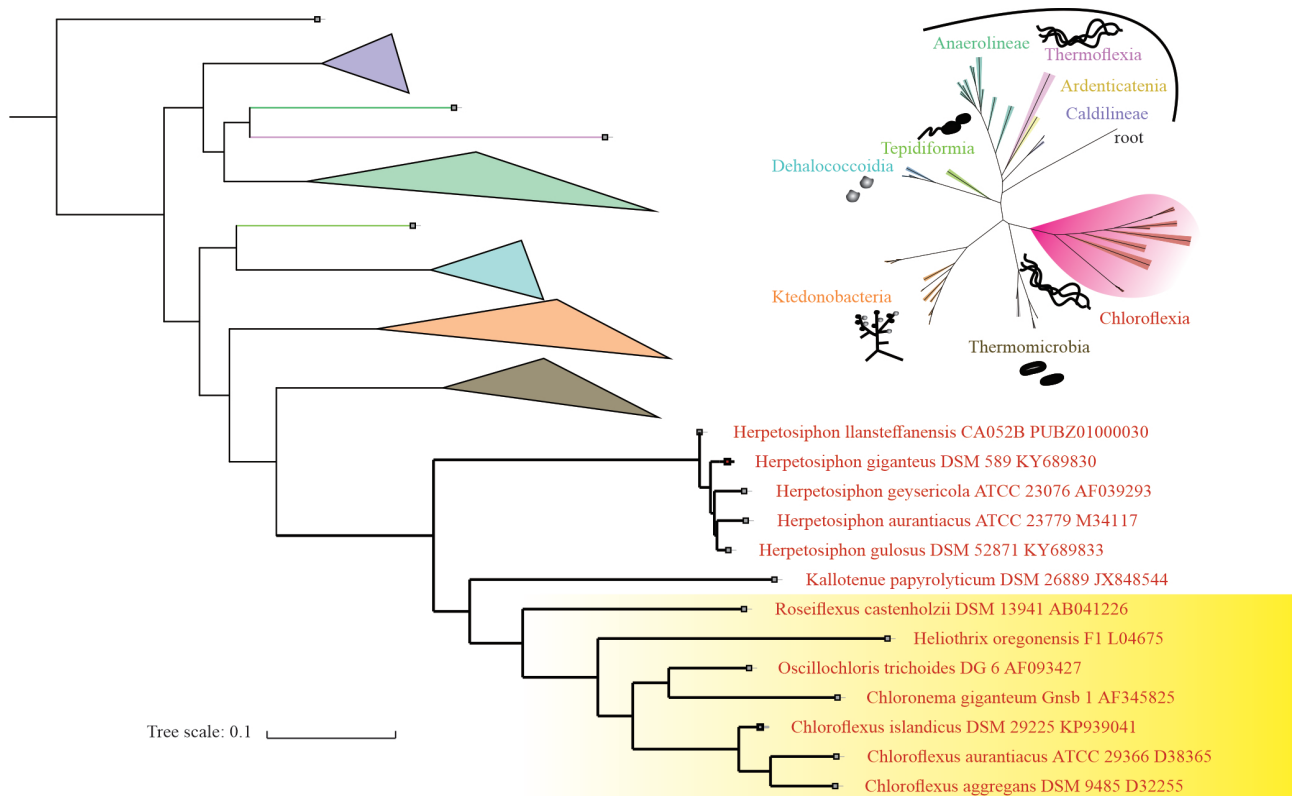 Anaerolineae
Thermoflexia
Ardenticatenia
Caldilineae
root
Tepidiformia
Dehalococcoidia
Ktedonobacteria
Chloroflexia
Thermomicrobia
Herpetosiphon llansteffanensis CA052B PUBZ01000030
Herpetosiphon giganteus DSM 589 KY689830
Herpetosiphon geysericola ATCC 23076 AF039293
Herpetosiphon aurantiacus ATCC 23779 M34117
Herpetosiphon gulosus DSM 52871 KY689833
Kallotenue papyrolyticum DSM 26889 JX848544
Roseiflexus castenholzii DSM 13941 AB041226
Heliothrix oregonensis F1 L04675
Oscillochloris trichoides DG 6 AF093427
Chloronema giganteum Gnsb 1 AF345825
Chloroflexus islandicus DSM 29225 KP939041
Chloroflexus aurantiacus ATCC 29366 D38365
Chloroflexus aggregans DSM 9485 D32255
Tree scale: 0.1